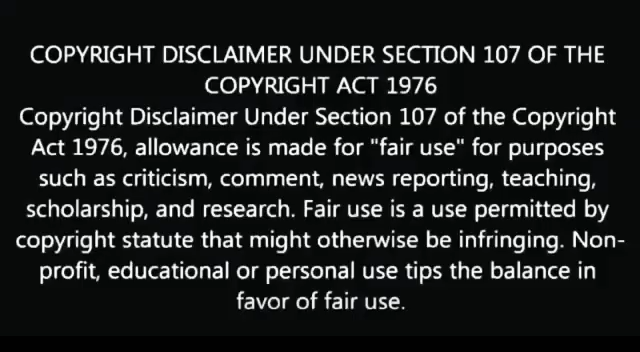 COPYRIGHT DISCLAIMER UNDER SECTION 107 OF THE
COPYRIGHT ACT 1976
Copyright Disclaimer Under Section 107 of the Copyright
Act 1976, allowance is made for "fair use" for purposes
such as criticism, comment, news reporting, teaching,
scholarship, and research. Fair use is a use permitted by
copyright statute that might otherwise be infringing. Non-
profit, educational or personal use tips the balance in
favor of fair use.